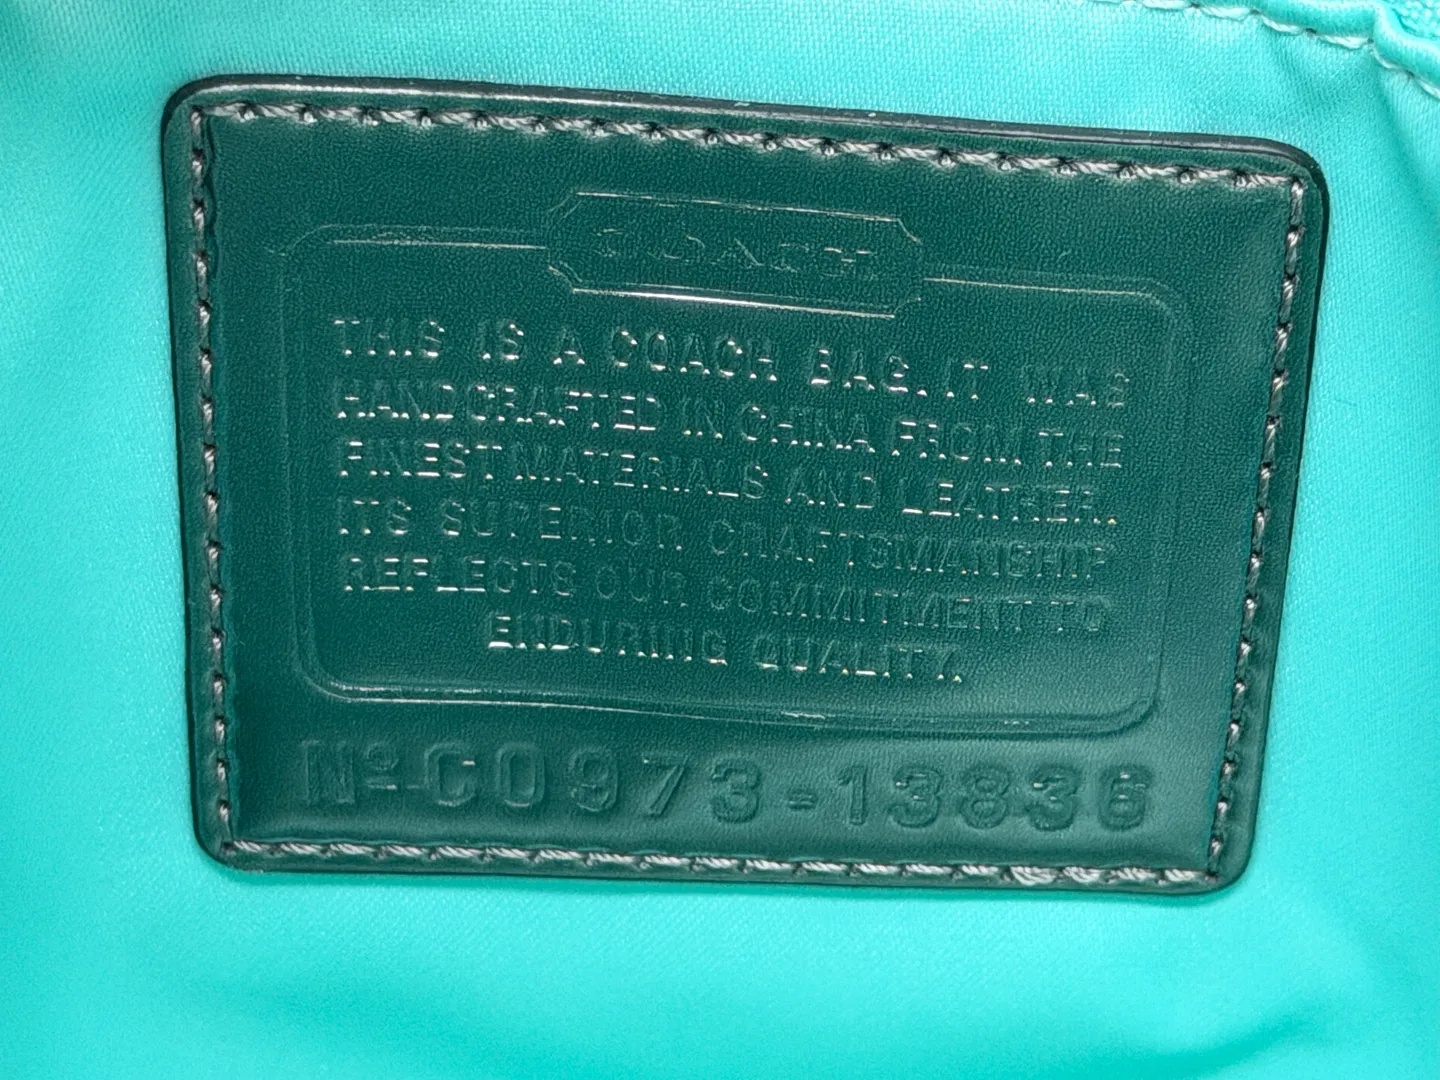 COACH
THIS IS A COACH BAG. IT WAS
HANDCRAFTED IN CHINA FROM THE
FINEST MATERIALS AND LEATHER.
ITS SUPERIOR CRAFTSMANSHIP
REFLECTS OUR COMMITMENT TO
ENDURING QUALITY.
Nº C0973-13836